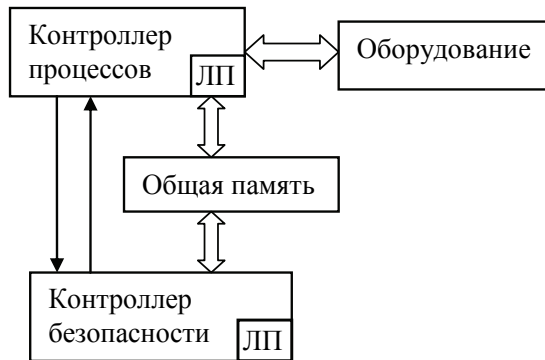 Контроллер
процессов
ЛП
Оборудование
Общая память
Контроллер
безопасности
ЛП